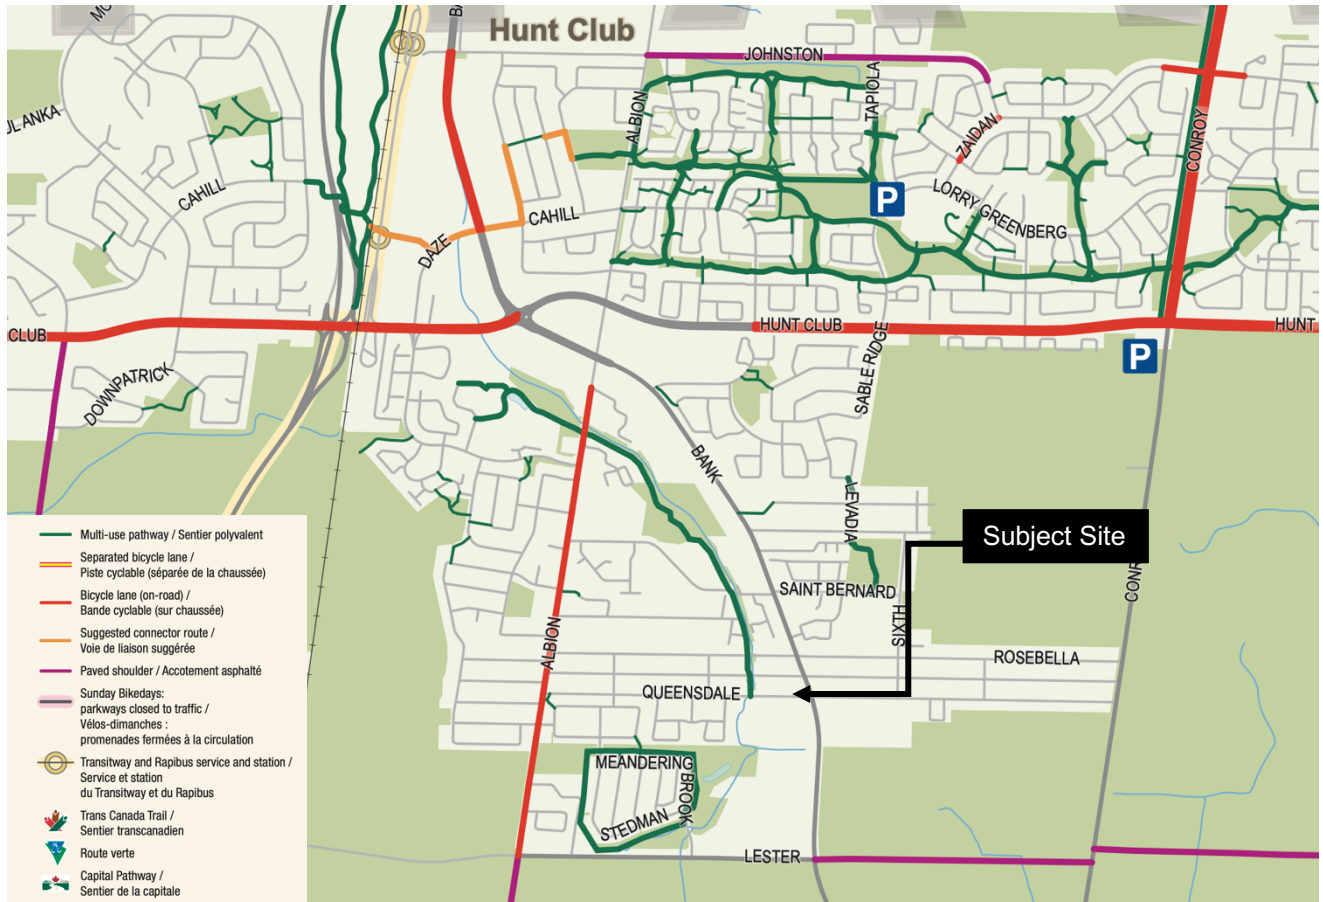 Hunt Club
JOHNSTON
ALBION
TAPIOLA
ZAIDAN
CONROY
CAHILL
CAHILL
DAZE
LORRY GREENBERG
P
CLUB
HUNT CLUB
HUNT
P
DOWNPATRICK
SABLE RIDGE
BANK
LEVADIA
Subject Site
SAINT BERNARD
SIXTH
ALBION
ROSEBELLA
QUEENSDALE
MEANDERING
BROOK
STEDMAN
LESTER
Multi-use pathway / Sentier polyvalent
Separated bicycle lane /
Piste cyclable (séparée de la chaussée)
Bicycle lane (on-road) /
Bande cyclable (sur chaussée)
Suggested connector route /
Voie de liaison suggérée
Paved shoulder / Accotement asphalté
Sunday Bikedays:
parkways closed to traffic /
Vélos-dimanches :
promenades fermées à la circulation
Transitway and Rapibus service and station /
Service et station
du Transitway et du Rapibus
Trans Canada Trail /
Sentier transcanadien
Route verte
Capital Pathway /
Sentier de la capitale